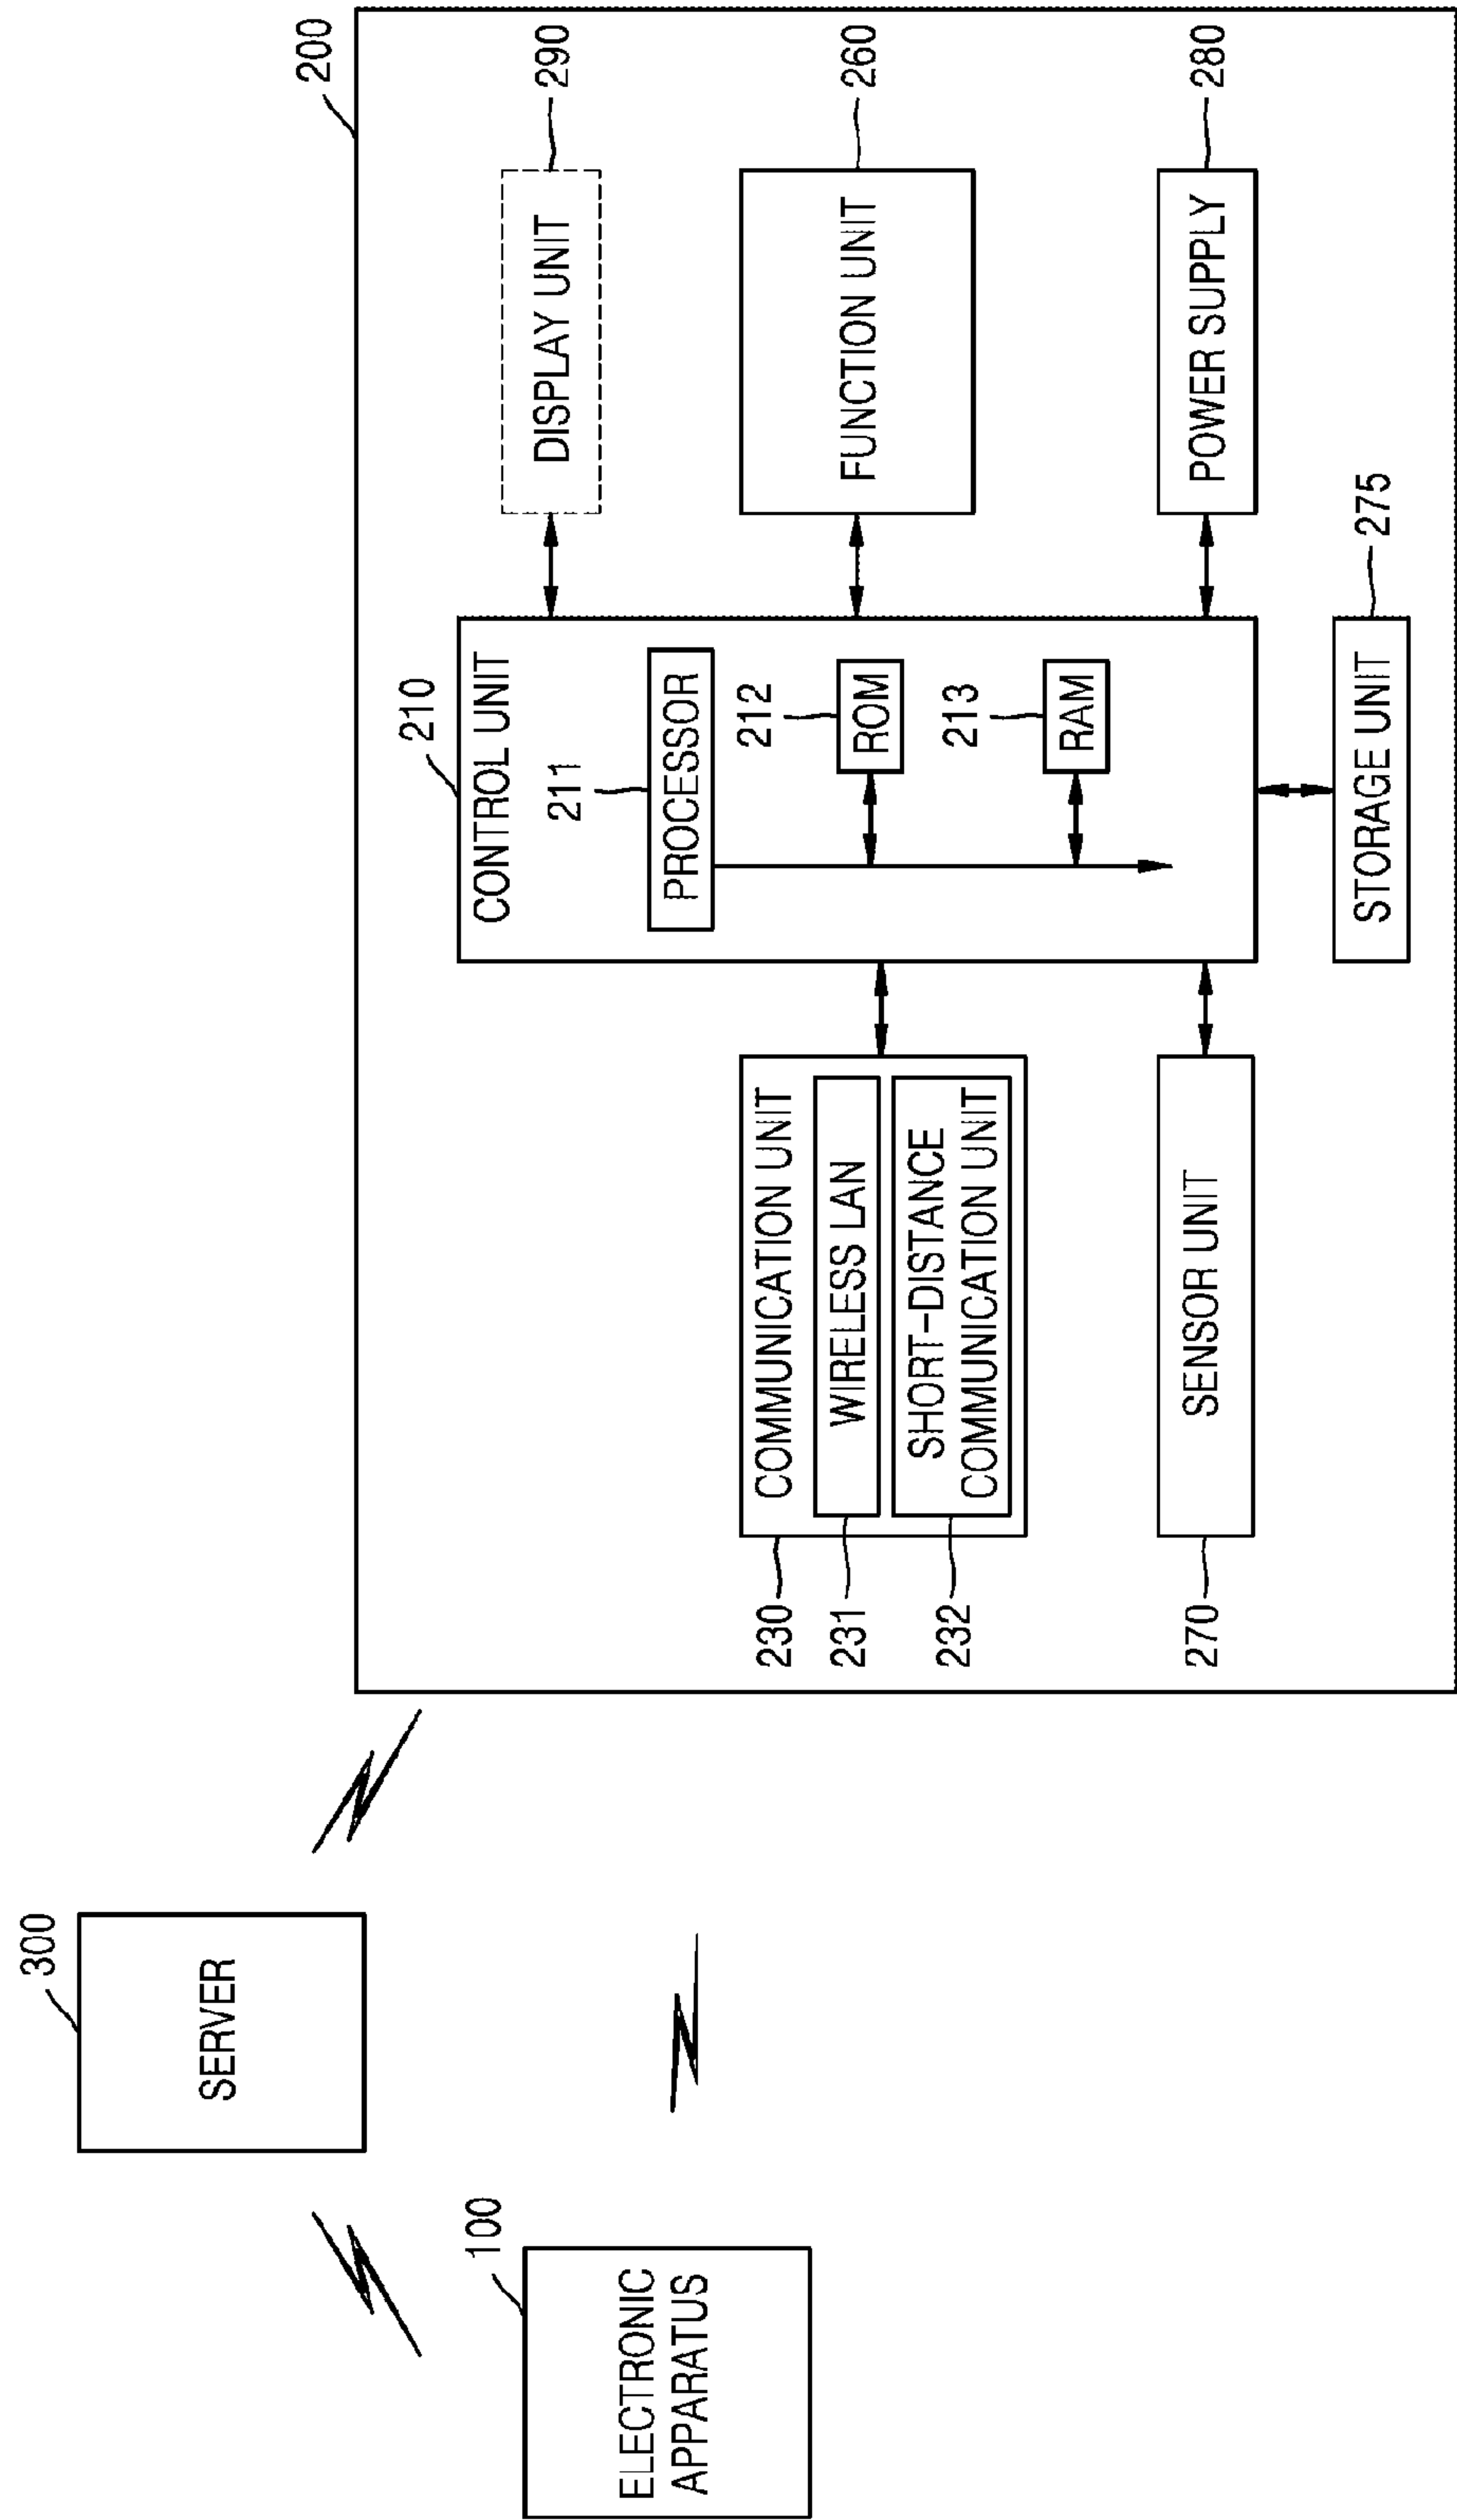 300
SERVER
100
ELECTRONIC
APPARATUS
200
210
CONTROL UNIT
211
PROCESSOR
212
ROM
213
RAM
230
COMMUNICATION UNIT
231
WIRELESS LAN
232
SHORT-DISTANCE
COMMUNICATION UNIT
270
SENSOR UNIT
DISPLAY UNIT
290
FUNCTION UNIT
260
POWER SUPPLY
280
STORAGE UNIT
275